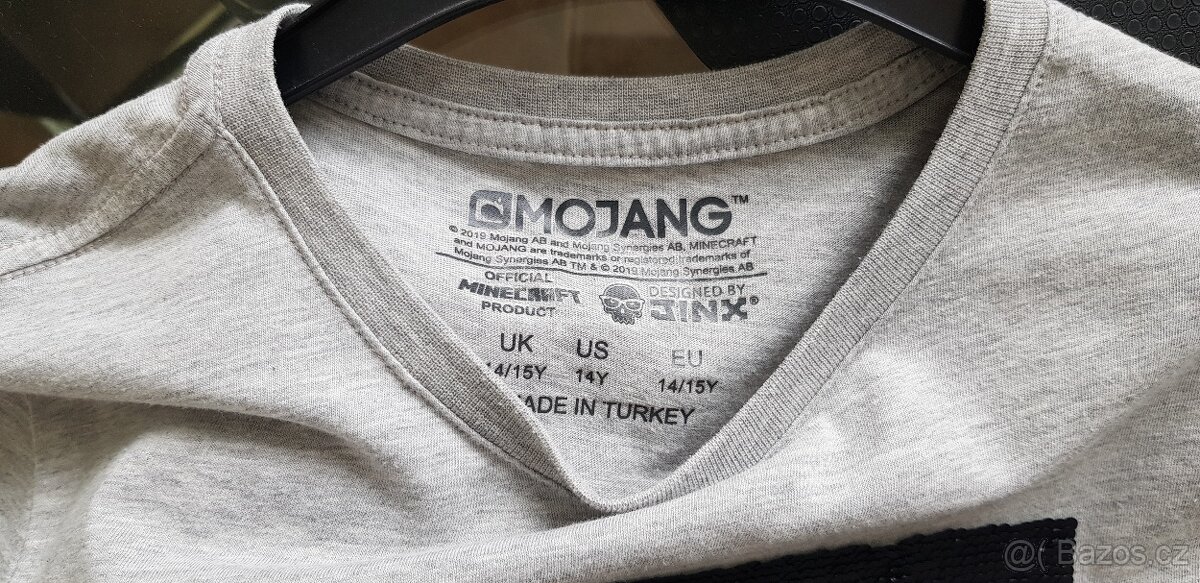 MOJANG™
© 2019 Mojang AB and Mojang Synergies AB. MINECRAFT
and MOJANG are trademarks or registered trademarks of
Mojang Synergies AB TM & © 2019 Mojang Synergies AB
OFFICIAL
MINECRAFT
PRODUCT
DESIGNED BY
JINX®
UK US EU
4/15Y 14Y 14/15Y
ADE IN TURKEY
@( Bazos.cz